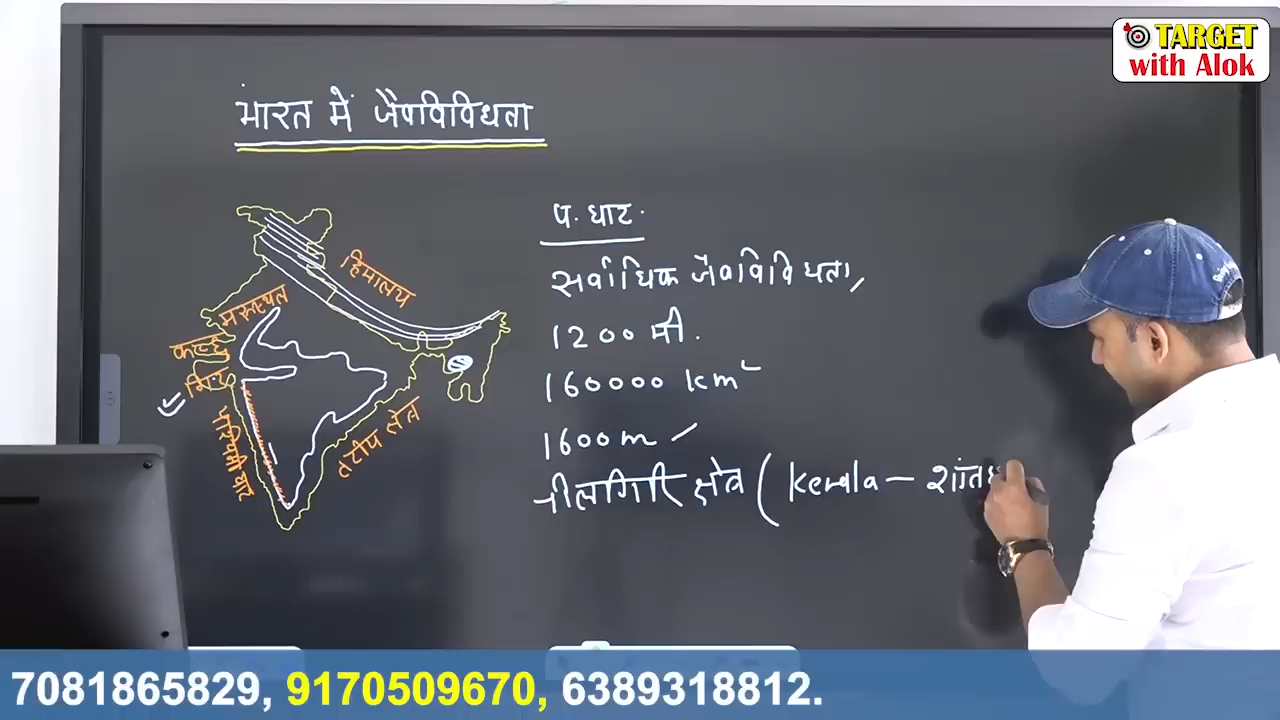 TARGET
with Alok
भारत में जैवविविधता
प. घाट.
सर्वाधिक जैवविविधता,
1200 मी.
160000 km²
1600m
नीलगिरि क्षेत्र (Kerala - शांत
हिमालय
मरुस्थल
कच्छ
गिर
पश्चिमी घाट
तटीय क्षेत्र
7081865829, 9170509670, 6389318812.